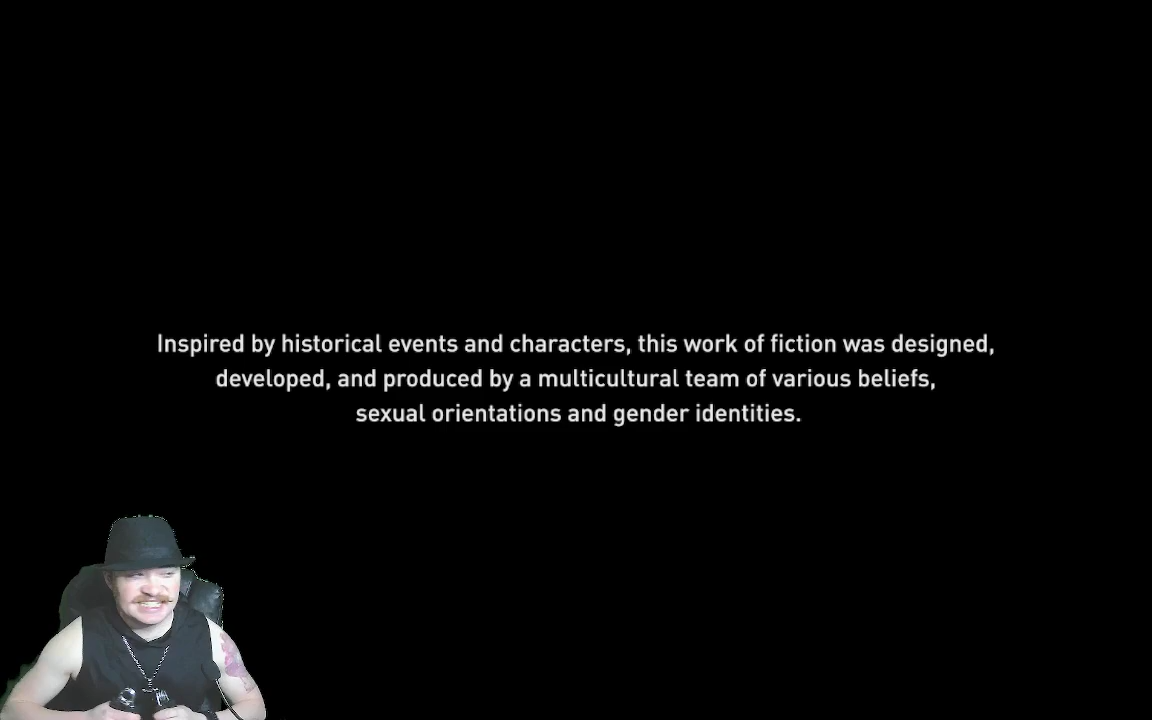 Inspired by historical events and characters, this work of fiction was designed,
developed, and produced by a multicultural team of various beliefs,
sexual orientations and gender identities.